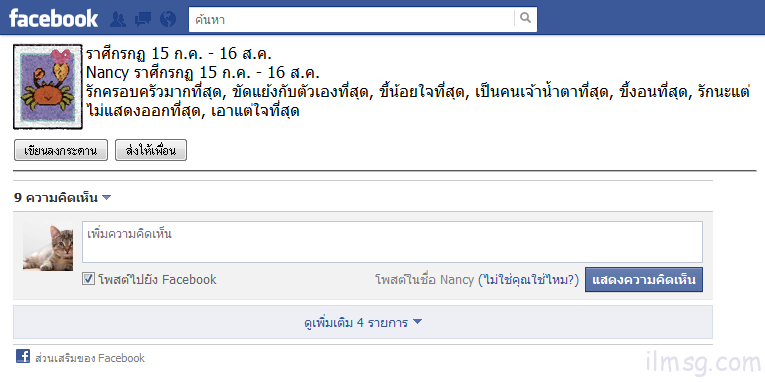 facebook
ค้นหา
ราศีกรกฏ 15 ก.ค. - 16 ส.ค.
Nancy ราศีกรกฏ 15 ก.ค. - 16 ส.ค.
รักครอบครัวมากที่สุด, ขัดแย้งกับตัวเองที่สุด, ขี้น้อยใจที่สุด, เป็นคนเจ้าน้ำตาที่สุด, ขี้งอนที่สุด, รักนะแต่
ไม่แสดงออกที่สุด, เอาแต่ใจที่สุด
เขียนลงกระดาน
ส่งให้เพื่อน
9 ความคิดเห็น
เพิ่มความคิดเห็น
โพสต์ไปยัง Facebook
โพสต์ในชื่อ Nancy (ไม่ใช่คุณใช่ไหม?)
แสดงความคิดเห็น
ดูเพิ่มเติม 4 รายการ
ส่วนเสริมของ Facebook
ilmsg.com